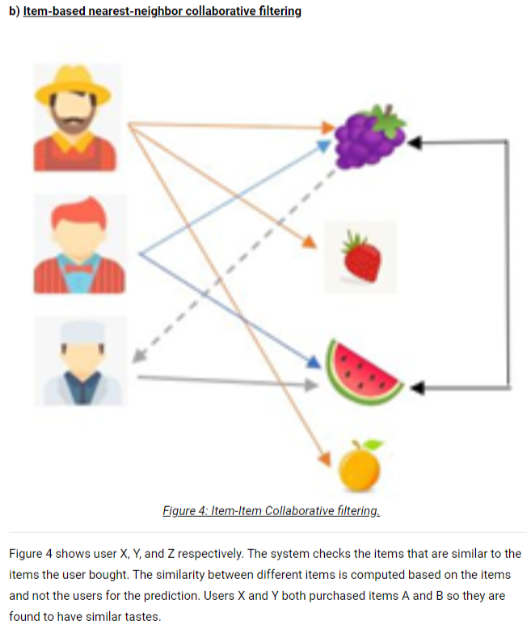 b) Item-based nearest-neighbor collaborative filtering
Figure 4: Item-Item Collaborative filtering.
Figure 4 shows user X, Y, and Z respectively. The system checks the items that are similar to the
items the user bought. The similarity between different items is computed based on the items
and not the users for the prediction. Users X and Y both purchased items A and B so they are
found to have similar tastes.